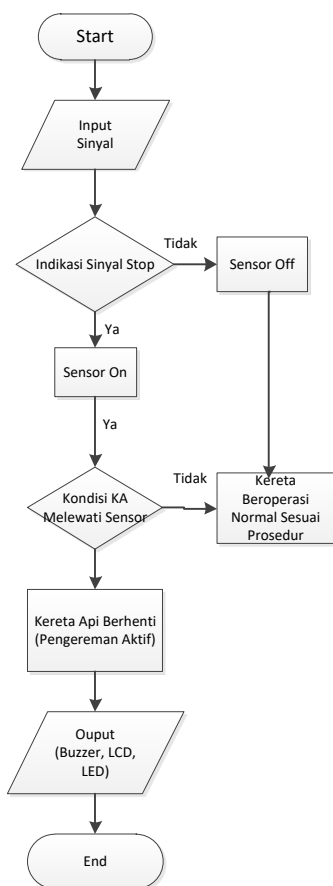 Start
Input
Sinyal
Indikasi Sinyal Stop
Tidak
Sensor Off
Ya
Sensor On
Ya
Kondisi KA
Melewati Sensor
Tidak
Kereta
Beroperasi
Normal Sesuai
Prosedur
Kereta Api Berhenti
(Pengereman Aktif)
Ouput
(Buzzer, LCD,
LED)
End